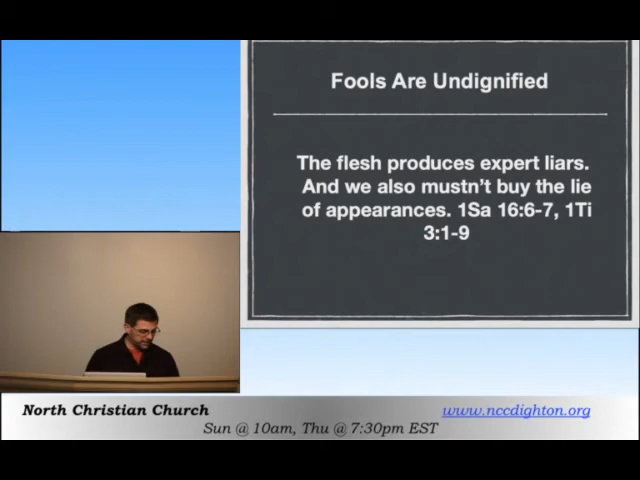 Fools Are Undignified
The flesh produces expert liars.
And we also mustn't buy the lie
of appearances. 1Sa 16:6-7, 1Ti
3:1-9
North Christian Church
www.nccdighton.org
Sun @ 10am, Thu @ 7:30pm EST